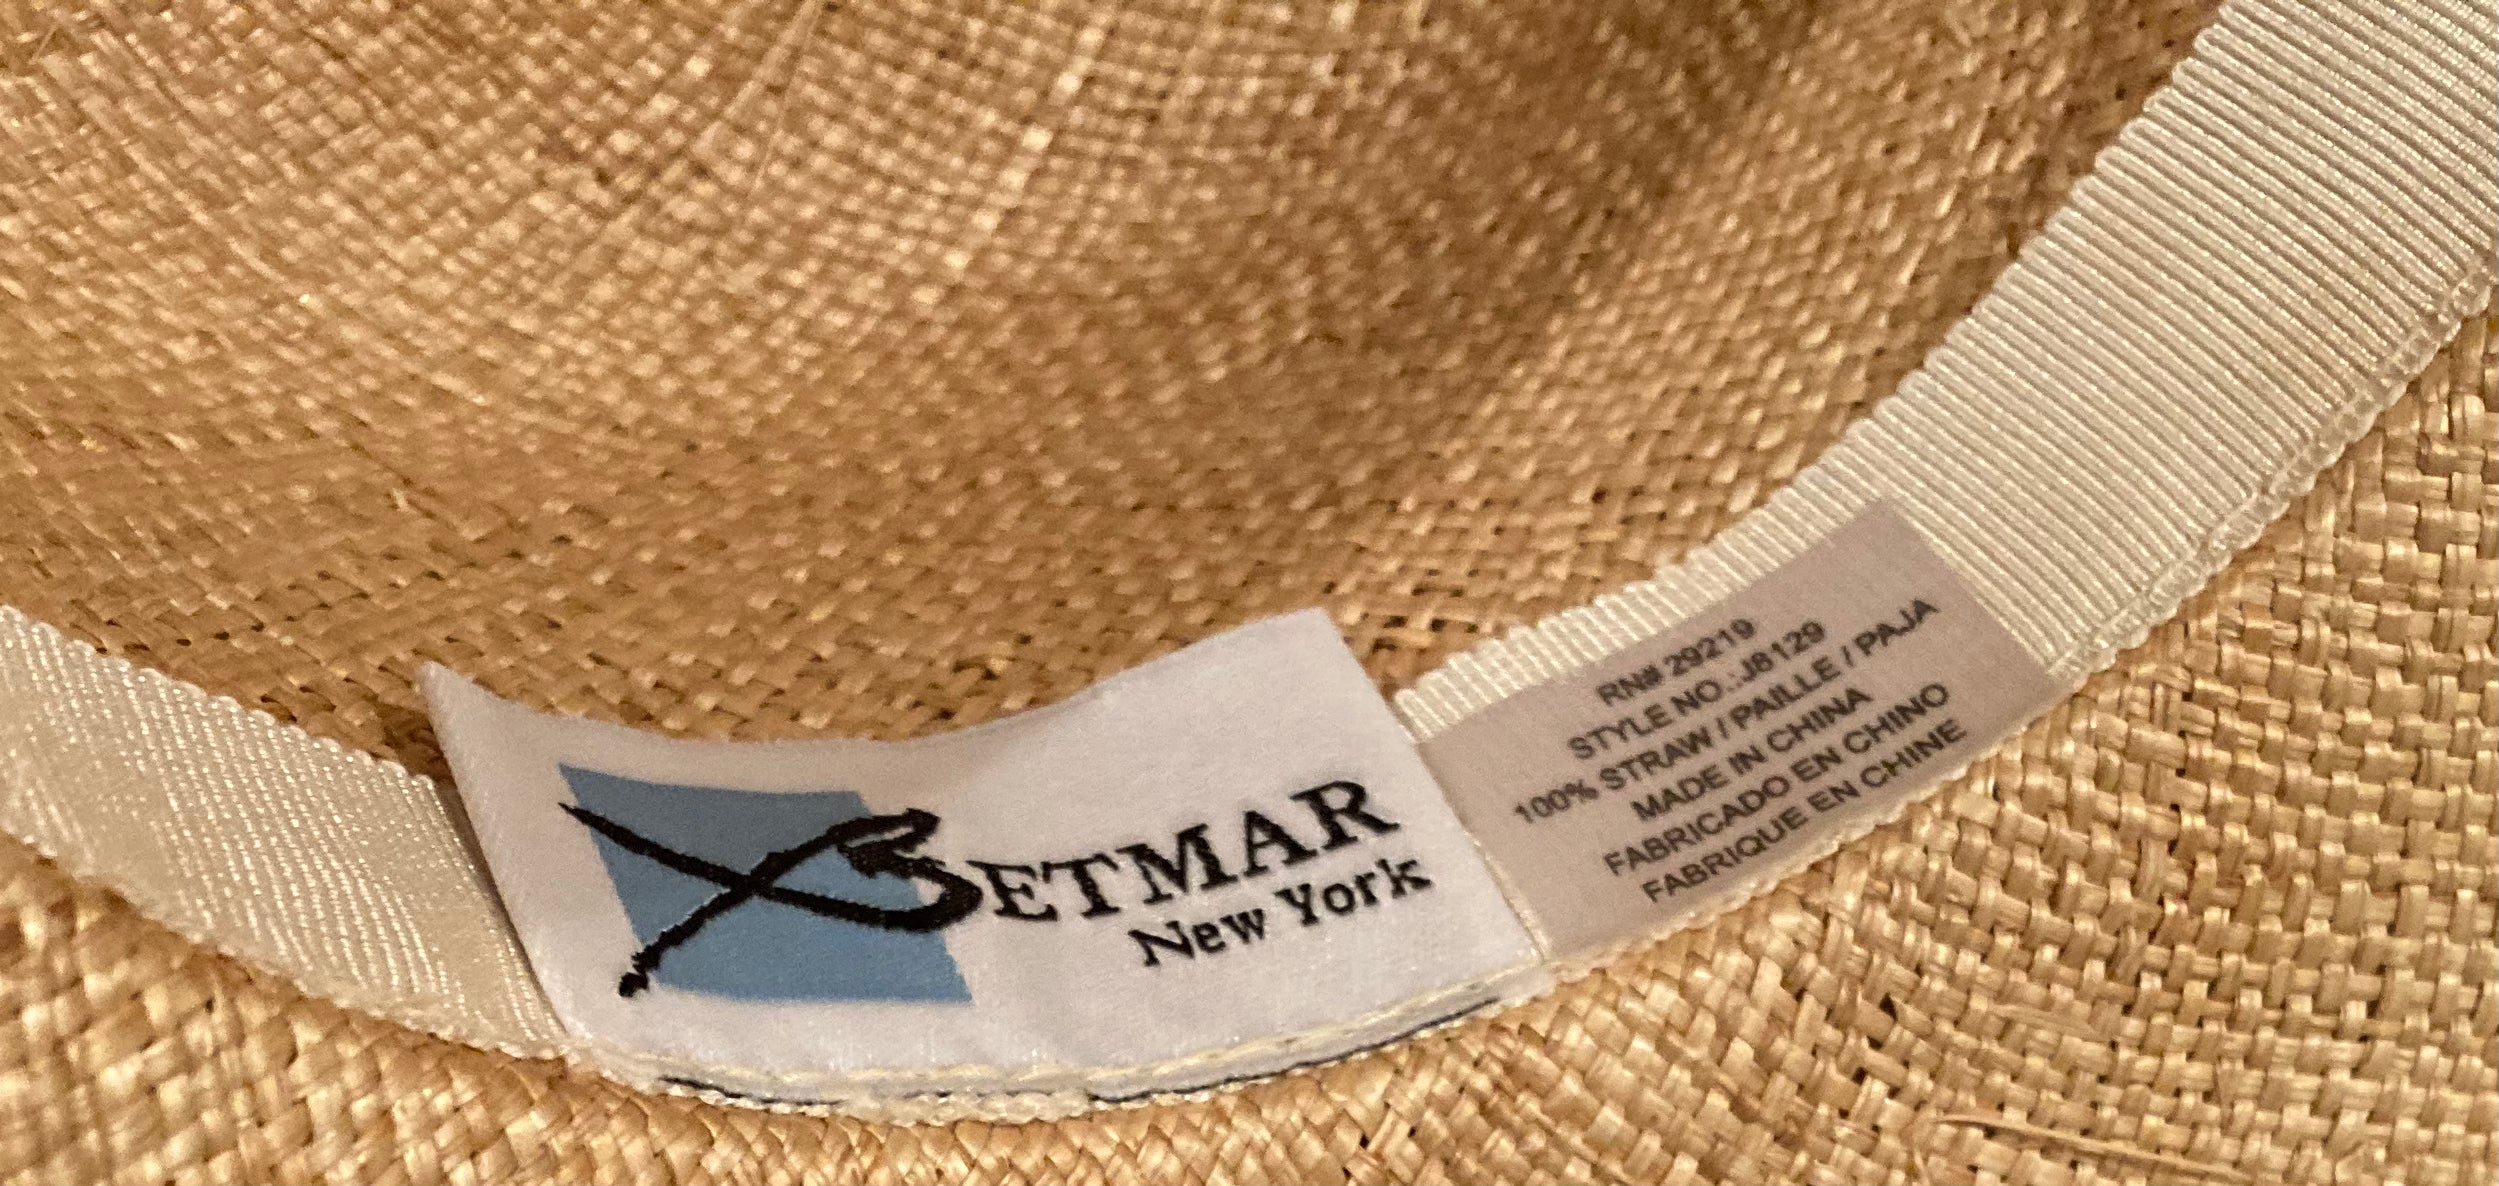 BETMAR
New York
RN# 29219
STYLE NO.:J8129
100% STRAW / PAILLE / PAJA
MADE IN CHINA
FABRICADO EN CHINO
FABRIQUE EN CHINE